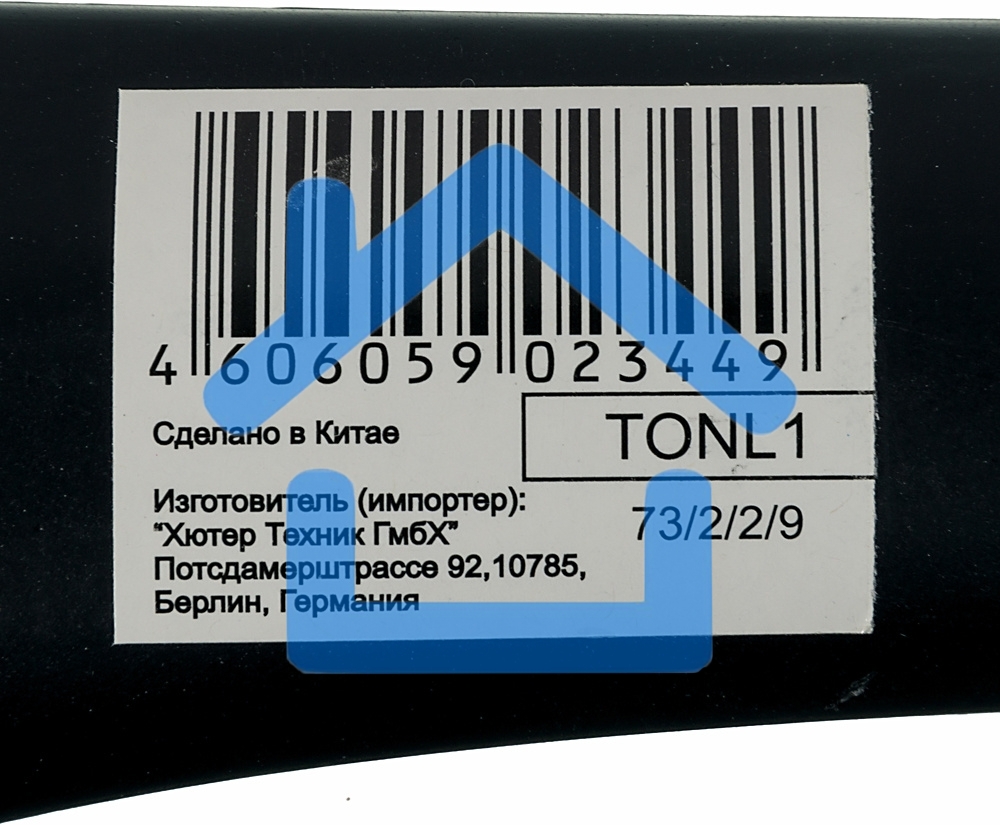 4 606059 023449
Сделано в Китае
TONL1
Изготовитель (импортер):
"Хютер Техник ГмбХ"
73/2/2/9
Потсдамерштрассе 92,10785,
Берлин, Германия